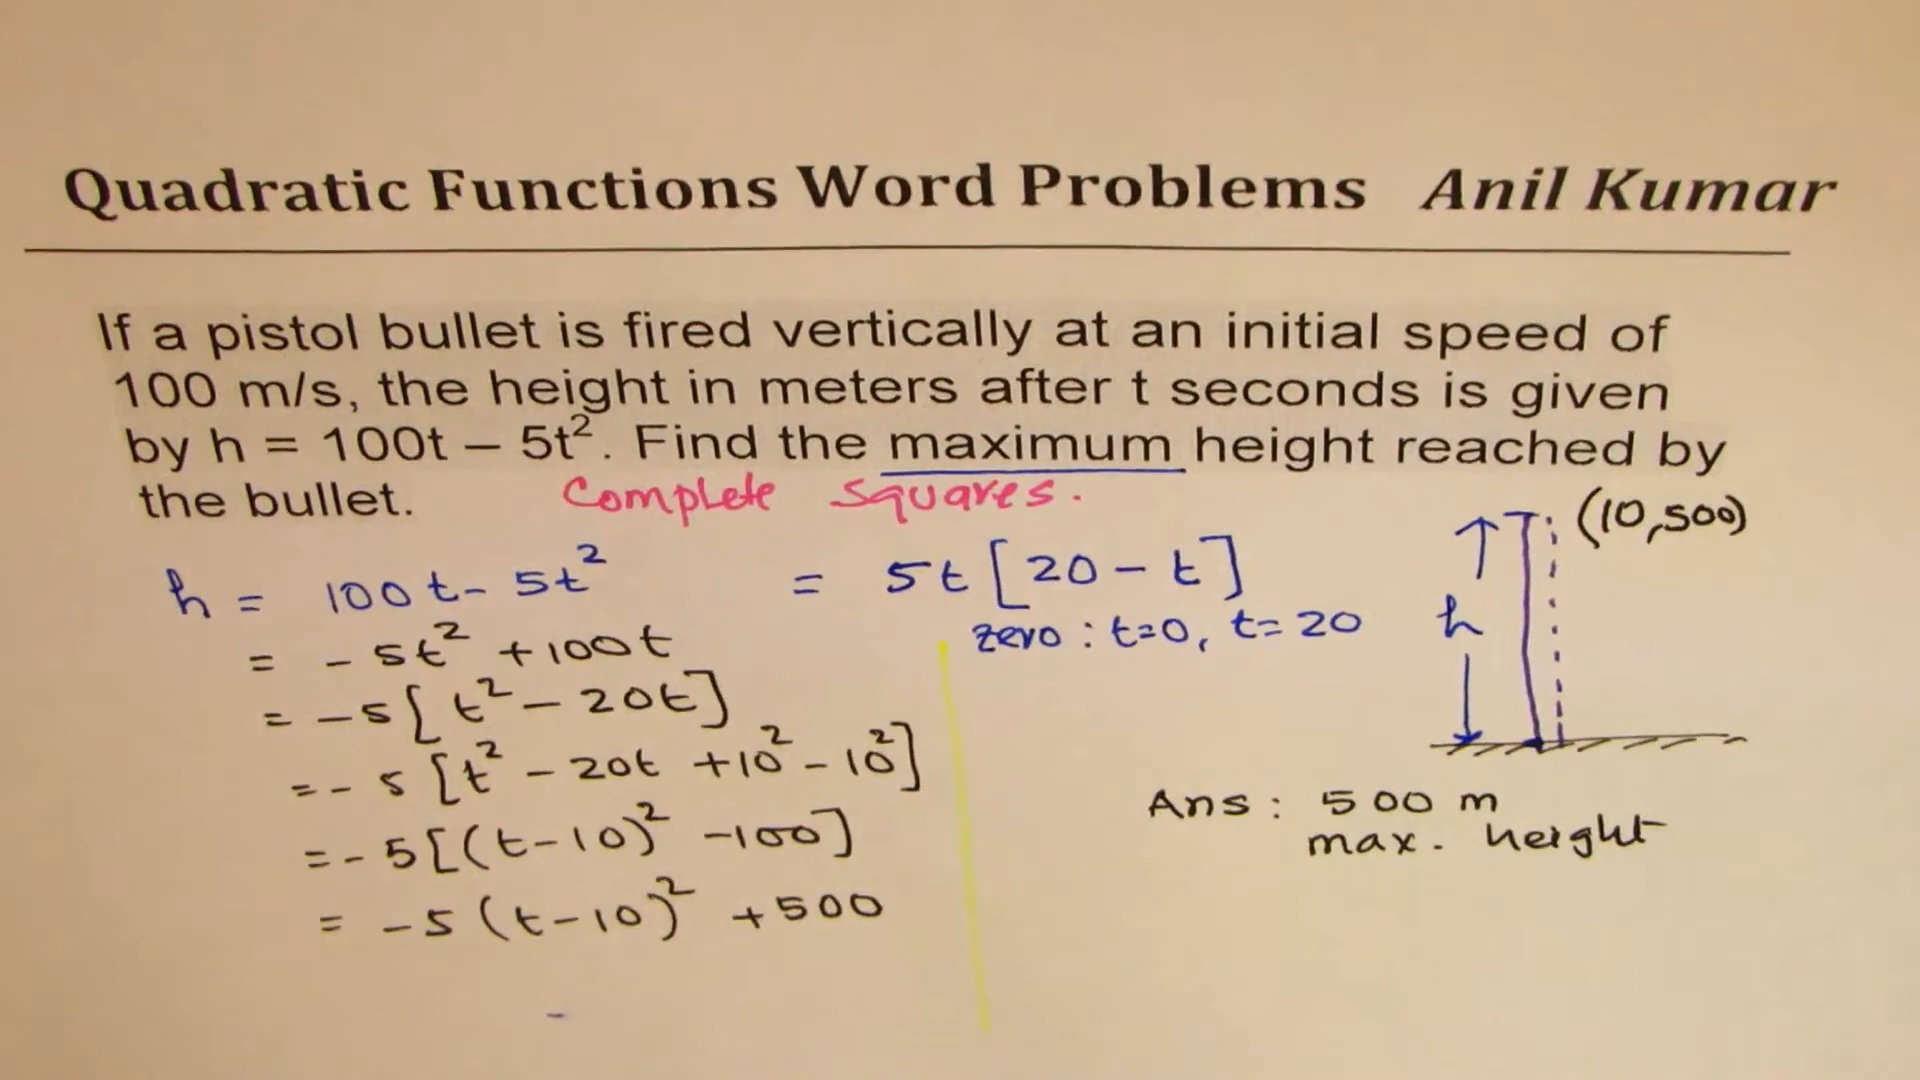 Quadratic Functions Word Problems Anil Kumar
If a pistol bullet is fired vertically at an initial speed of
100 m/s, the height in meters after t seconds is given
by h = 100t – 5t². Find the maximum height reached by
the bullet. Complete Squares.
h = 100t - 5t² = 5t [20 - t]
zero : t=0, t= 20
= - 5t² + 100t
= -5 [t² - 20t]
= - 5 [t² - 20t + 10² - 10²]
= - 5 [(t-10)² - 100]
= -5 (t-10)² + 500
(10,500)
h
Ans : 500 m
max. height